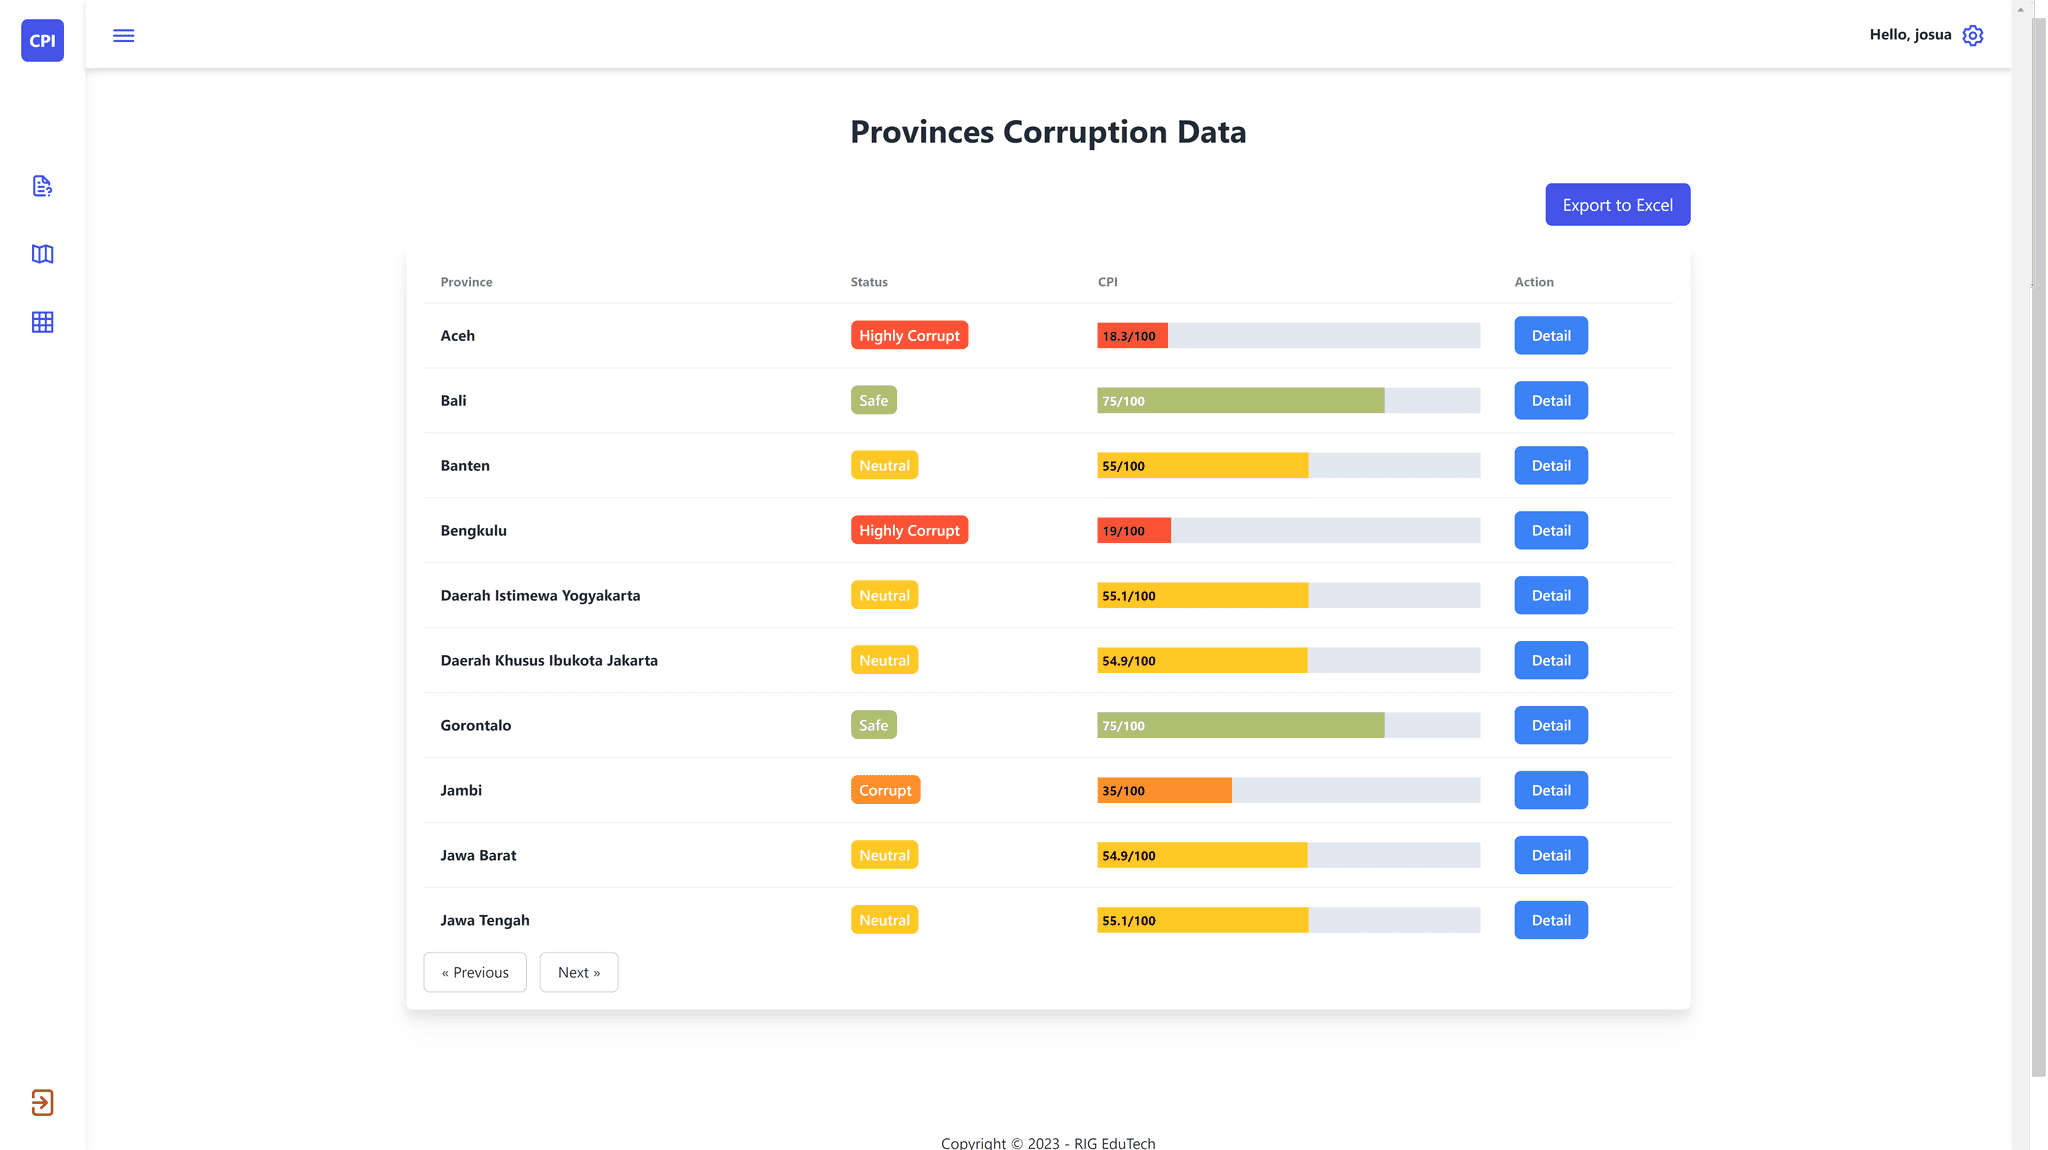 CPI
Hello, josua
Provinces Corruption Data
Export to Excel
Province Status CPI Action
Aceh Highly Corrupt 18.3/100 Detail
Bali Safe 75/100 Detail
Banten Neutral 55/100 Detail
Bengkulu Highly Corrupt 19/100 Detail
Daerah Istimewa Yogyakarta Neutral 55.1/100 Detail
Daerah Khusus Ibukota Jakarta Neutral 54.9/100 Detail
Gorontalo Safe 75/100 Detail
Jambi Corrupt 35/100 Detail
Jawa Barat Neutral 54.9/100 Detail
Jawa Tengah Neutral 55.1/100 Detail
« Previous Next »
Copyright © 2023 - RIG EduTech